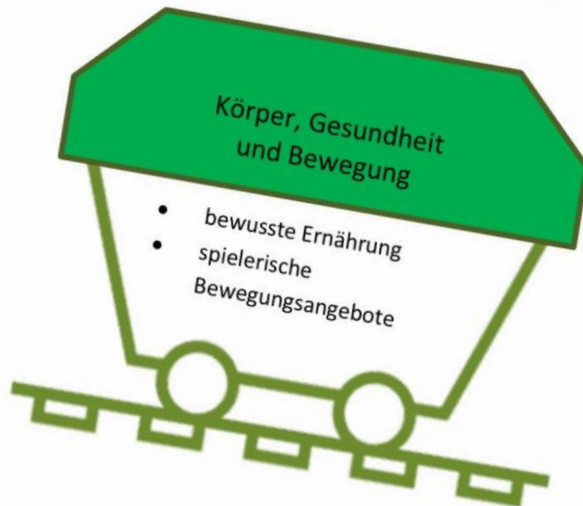 Körper, Gesundheit
und Bewegung
• bewusste Ernährung
• spielerische
Bewegungsangebote